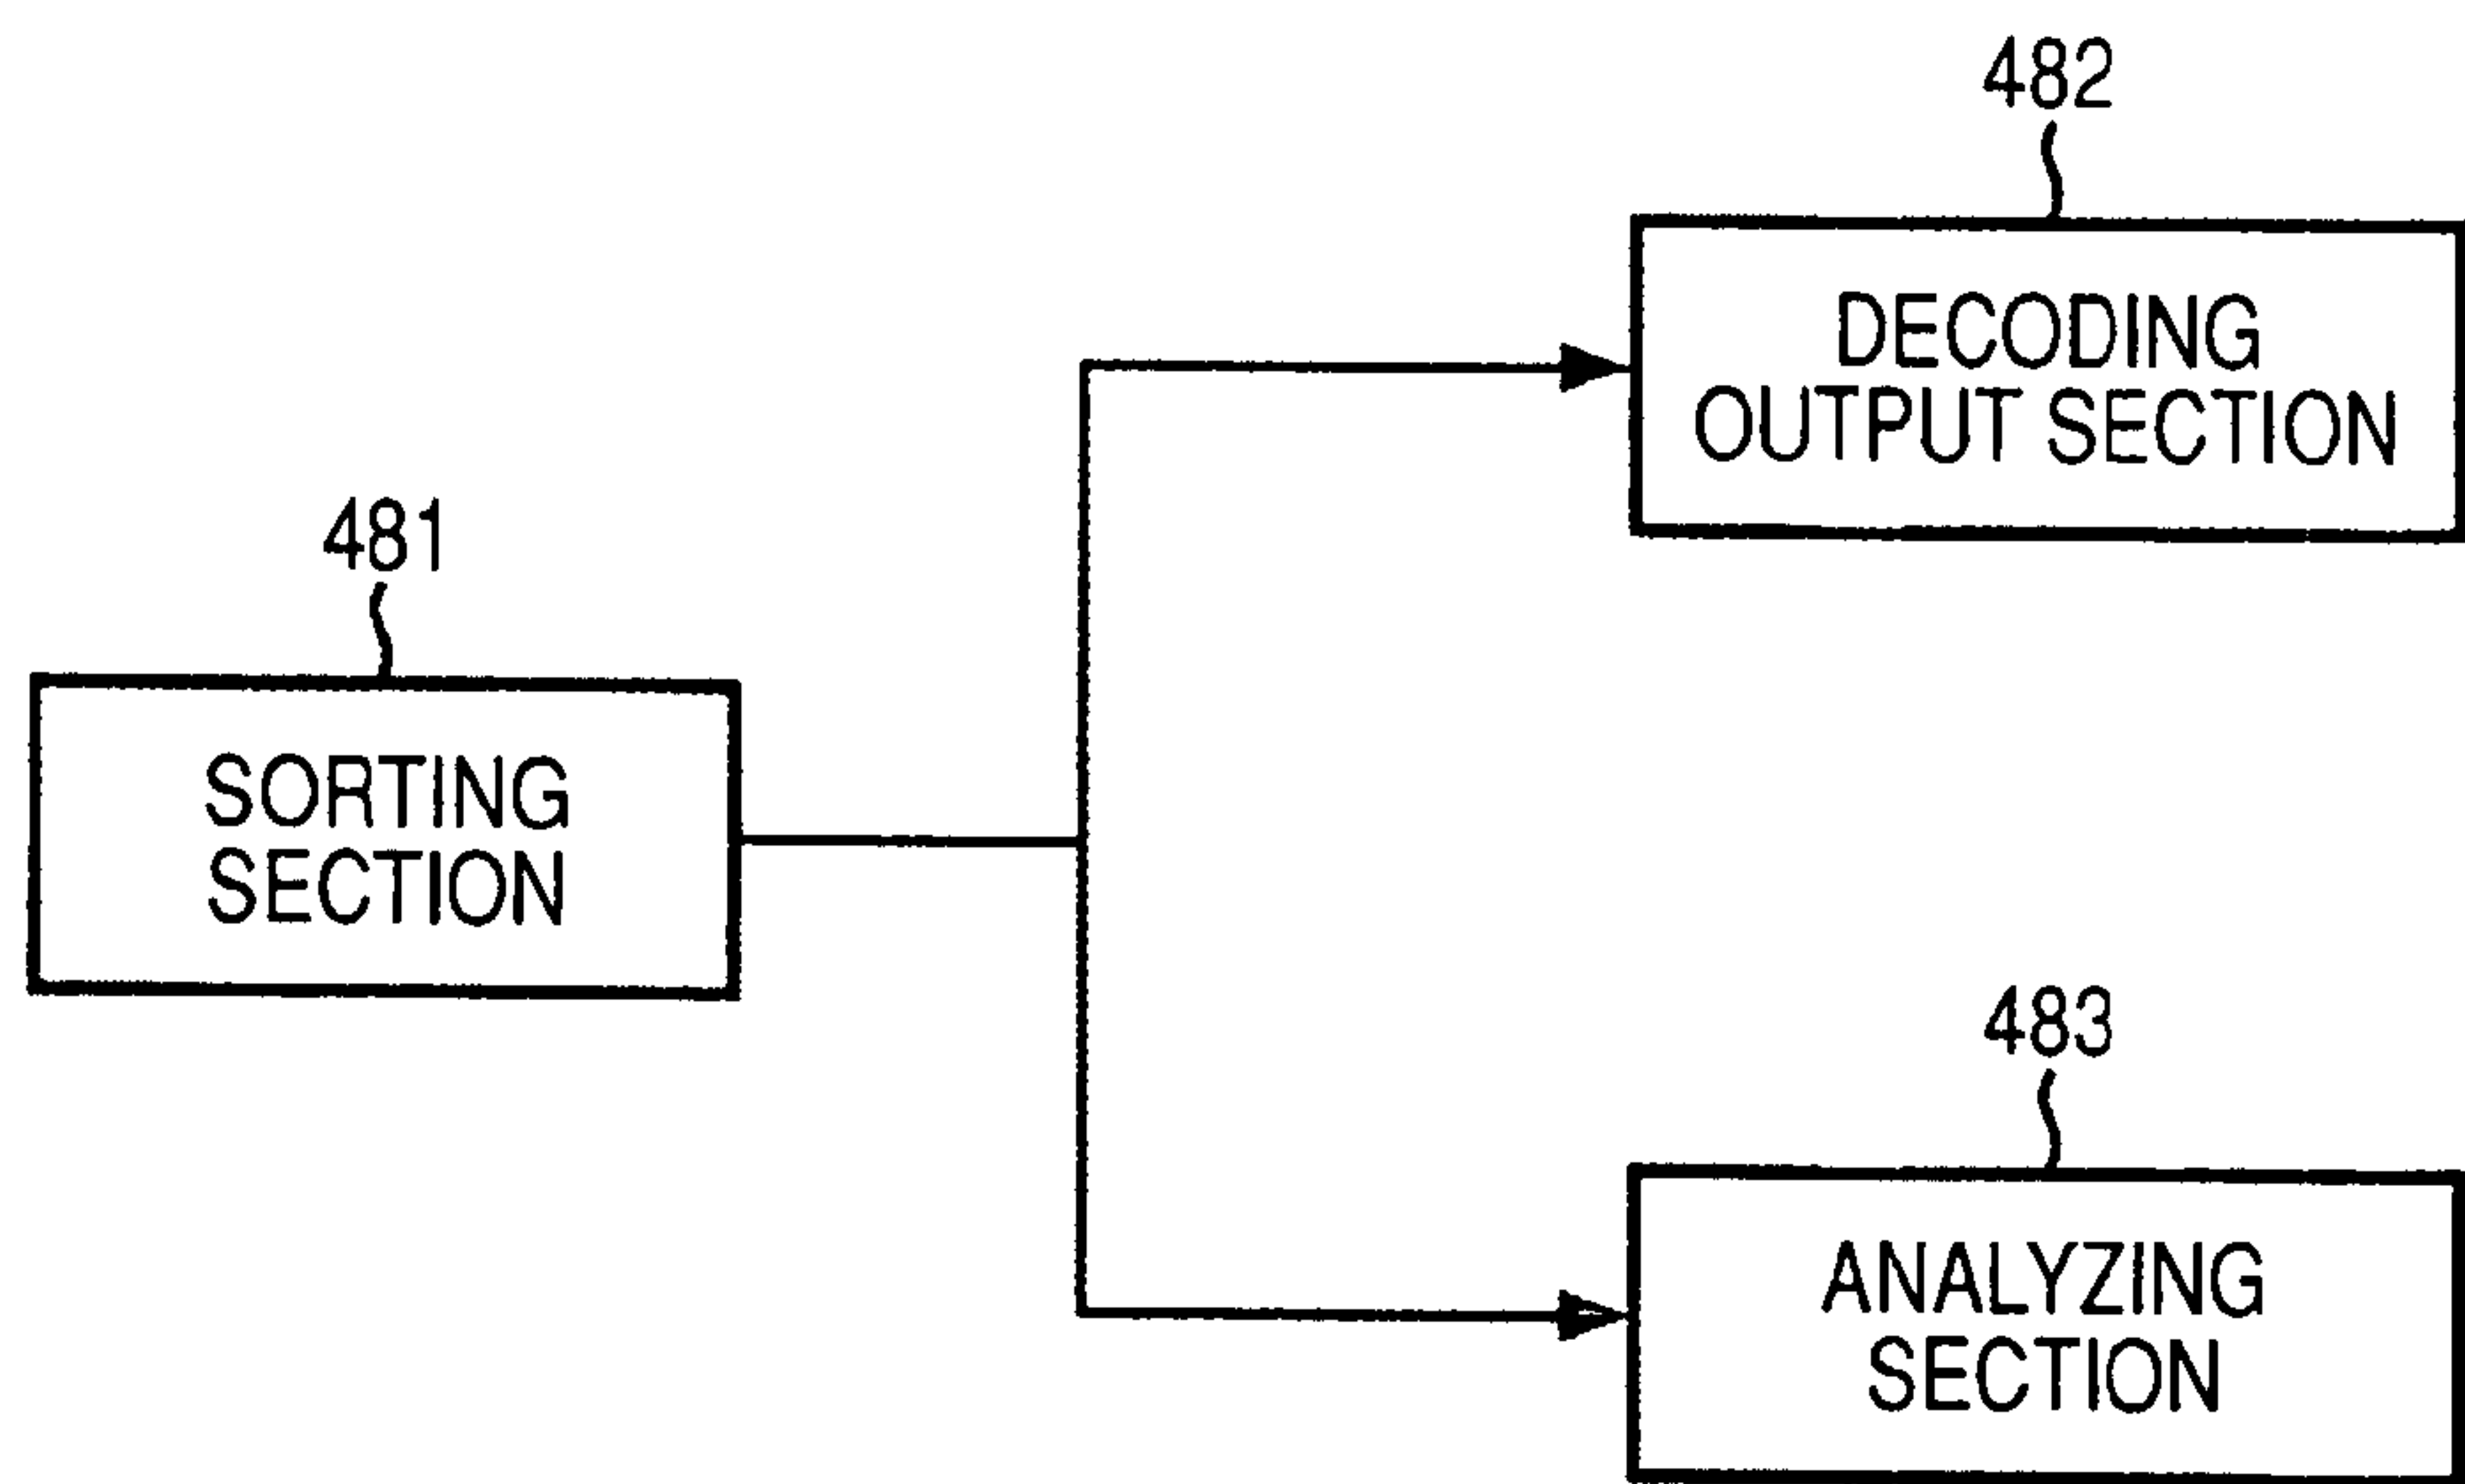 482
DECODING
OUTPUT SECTION
481
SORTING
SECTION
483
ANALYZING
SECTION